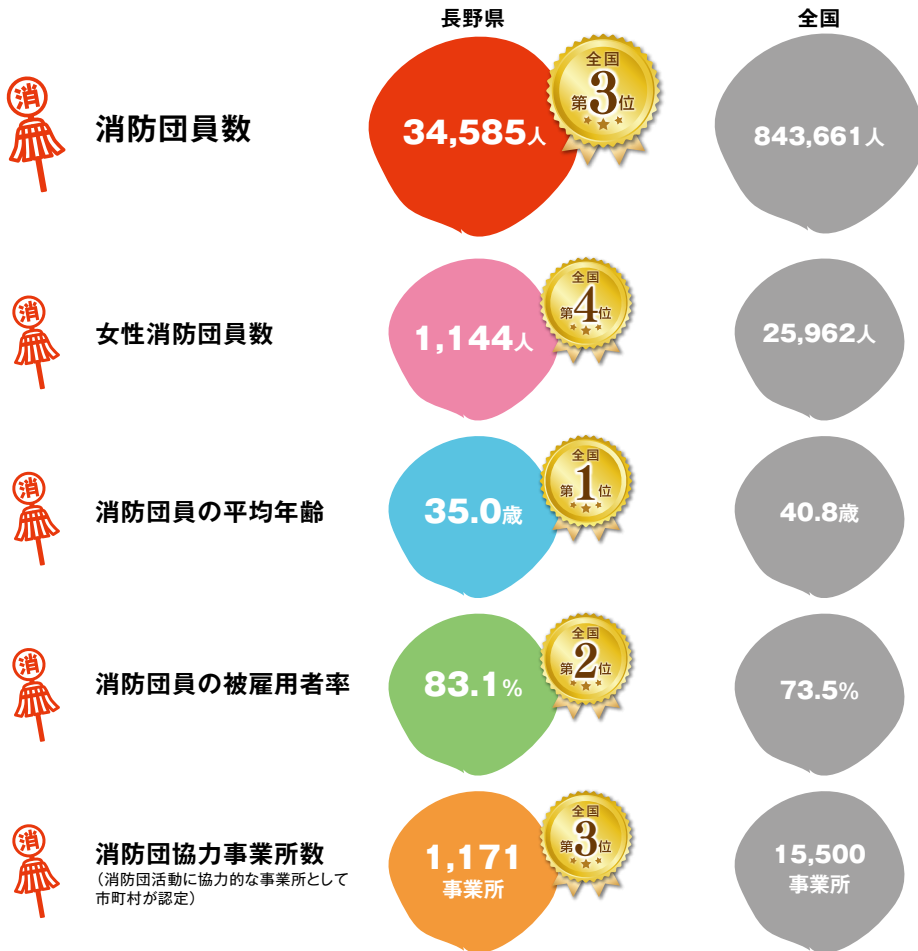 長野県
全国
消
消防団員数
34,585人
全国
第3位
843,661人
消
女性消防団員数
1,144人
全国
第4位
25,962人
消
消防団員の平均年齢
35.0歳
全国
第1位
40.8歳
消
消防団員の被雇用者率
83.1%
全国
第2位
73.5%
消
消防団協力事業所数
（消防団活動に協力的な事業所として
市町村が認定）
1,171
事業所
全国
第3位
15,500
事業所